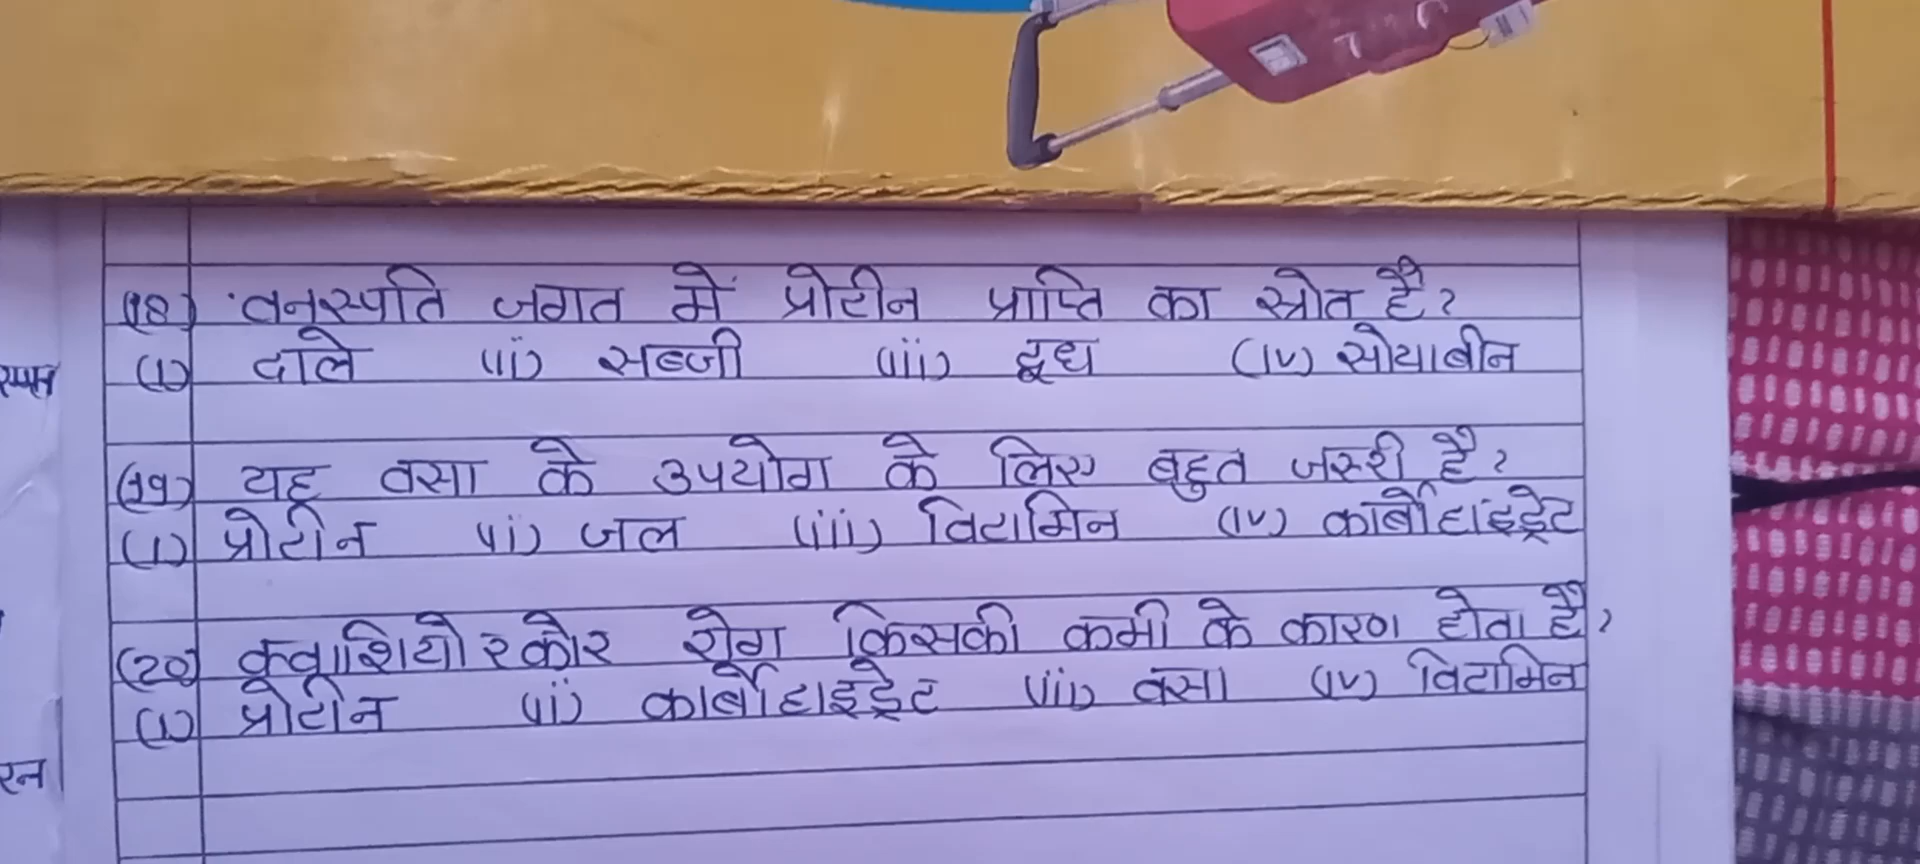 (18) वनस्पति जगत में प्रोटीन प्राप्ति का स्रोत है?
(i) दाले (ii) सब्जी (iii) दूध (iv) सोयाबीन
(19) यह वसा के उपयोग के लिए बहुत जरुरी है?
(i) प्रोटीन (ii) जल (iii) विटामिन (iv) कार्बोहाइड्रेट
(20) क्वाशियोरकोर रोग किसकी कमी के कारण होता है?
(i) प्रोटीन (ii) कार्बोहाइड्रेट (iii) वसा (iv) विटामिन